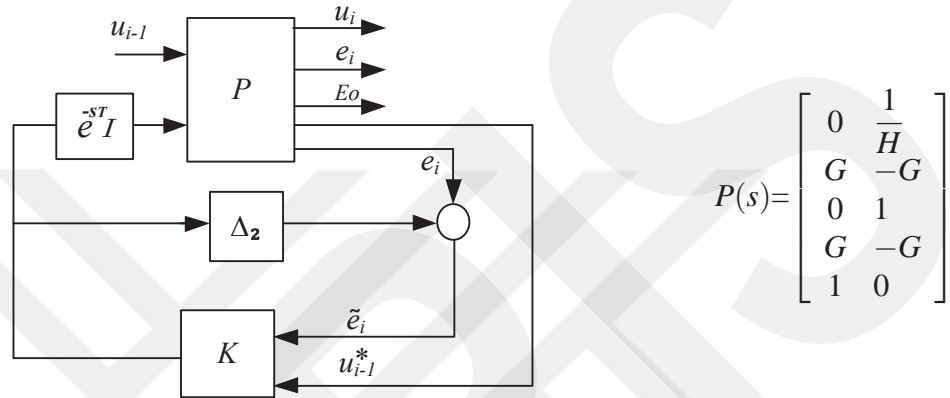 u_{i-1}
P
u_i
e_i
Eo
e^{-sT} I
e_i
Δ_2
K
ẽ_i
u^*_{i-1}
P(s)=
0 1/H
G −G
0 1
G −G
1 0